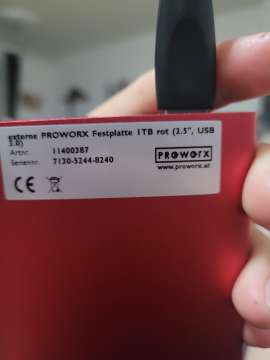 externe PROWORX Festplatte 1TB rot (2.5", USB
3.0)
Artnr. 11400387
Seriennr. 7130-5244-8240
PROWORX
www.proworx.at
CE